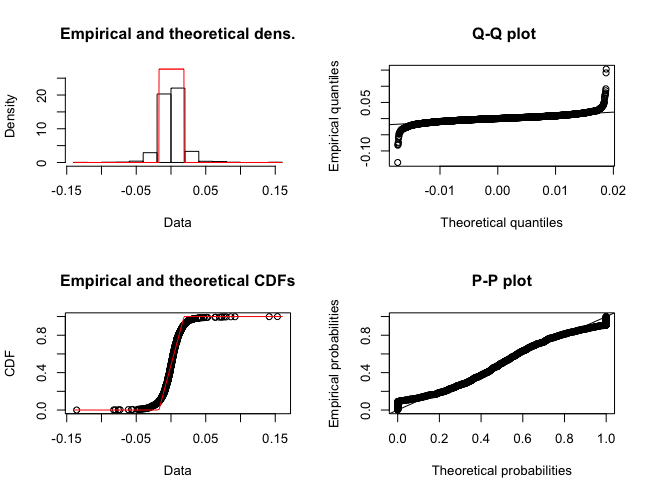 Empirical and theoretical dens.
Density
0 10 20
-0.15 -0.05 0.05 0.15
Data
Q-Q plot
Empirical quantiles
-0.10 0.05
-0.01 0.00 0.01 0.02
Theoretical quantiles
Empirical and theoretical CDFs
CDF
0.0 0.4 0.8
-0.15 -0.05 0.05 0.15
Data
P-P plot
Empirical probabilities
0.0 0.4 0.8
0.0 0.2 0.4 0.6 0.8 1.0
Theoretical probabilities